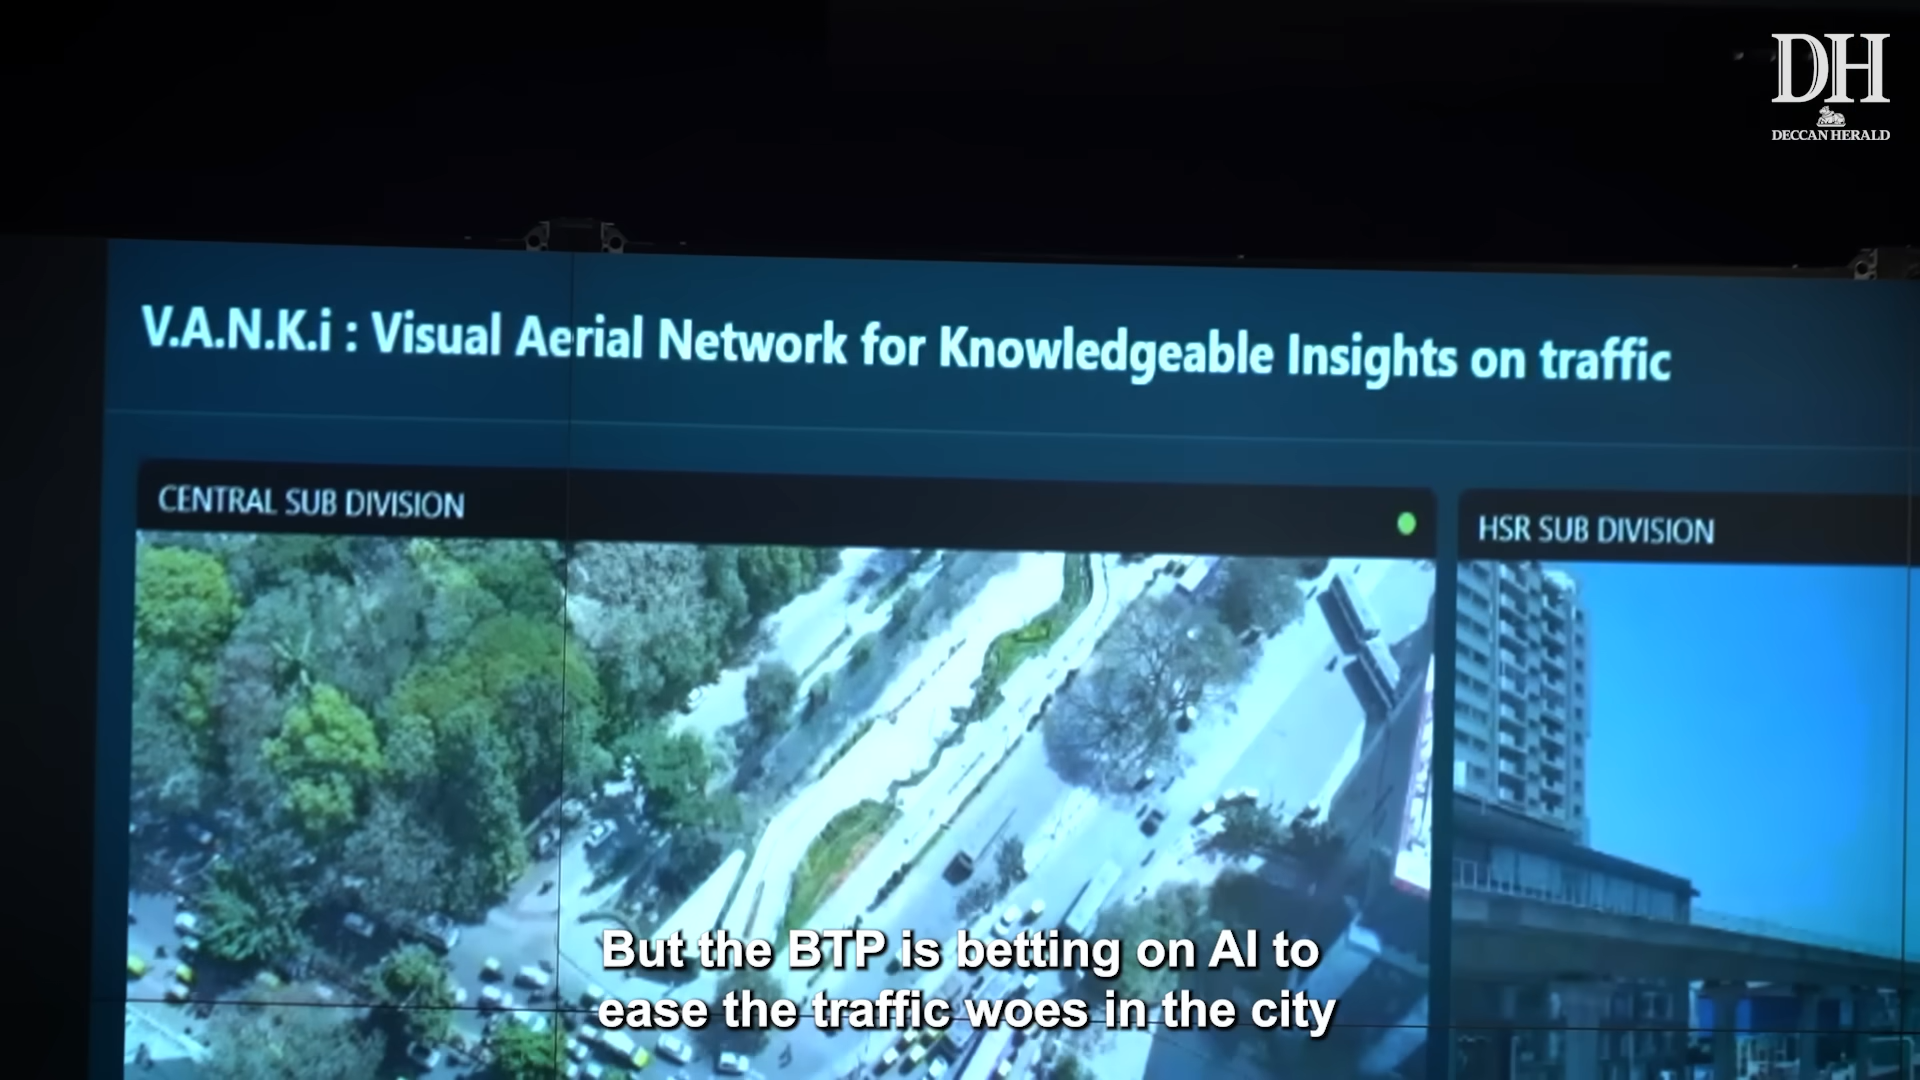 DH
DECCAN HERALD
V.A.N.K.i : Visual Aerial Network for Knowledgeable Insights on traffic
CENTRAL SUB DIVISION
HSR SUB DIVISION
But the BTP is betting on AI to
ease the traffic woes in the city